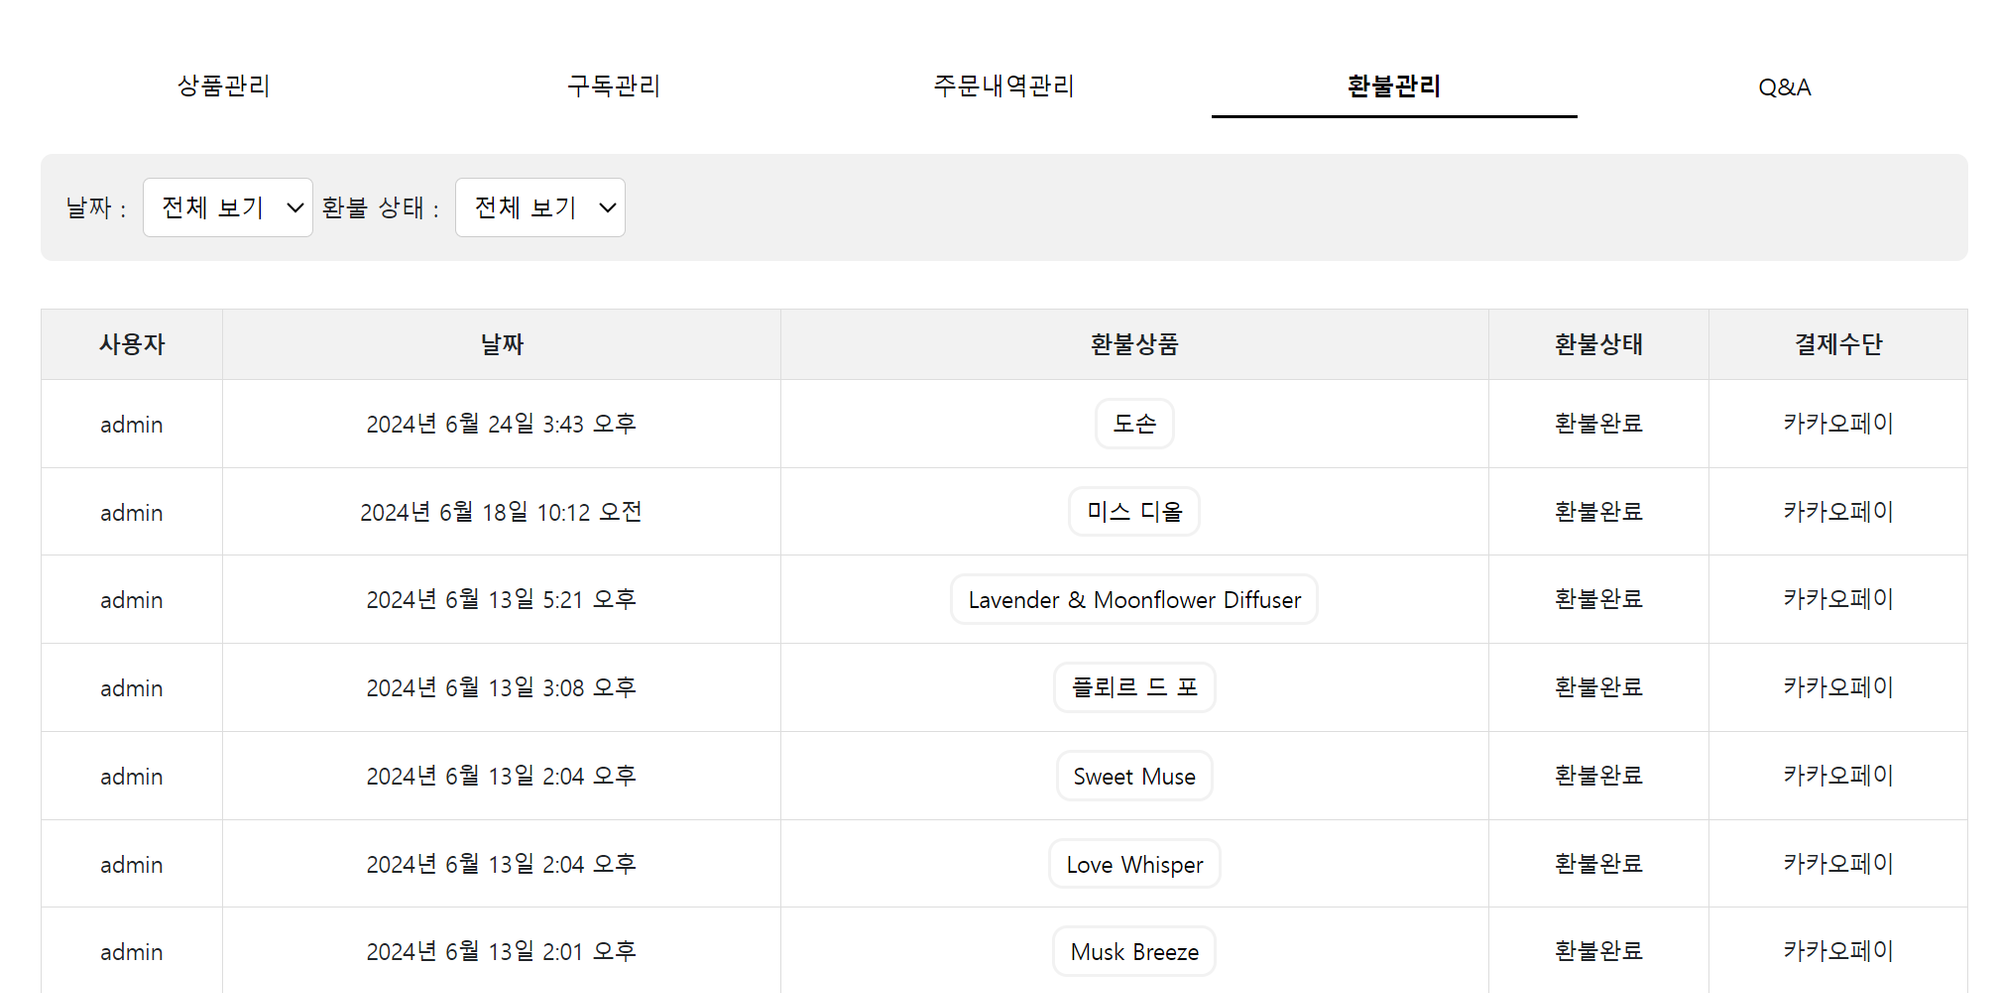 상품관리 구독관리 주문내역관리 환불관리 Q&A
날짜 : 전체 보기 환불 상태 : 전체 보기
사용자 날짜 환불상품 환불상태 결제수단
admin 2024년 6월 24일 3:43 오후 도손 환불완료 카카오페이
admin 2024년 6월 18일 10:12 오전 미스 디올 환불완료 카카오페이
admin 2024년 6월 13일 5:21 오후 Lavender & Moonflower Diffuser 환불완료 카카오페이
admin 2024년 6월 13일 3:08 오후 플뢰르 드 포 환불완료 카카오페이
admin 2024년 6월 13일 2:04 오후 Sweet Muse 환불완료 카카오페이
admin 2024년 6월 13일 2:04 오후 Love Whisper 환불완료 카카오페이
admin 2024년 6월 13일 2:01 오후 Musk Breeze 환불완료 카카오페이